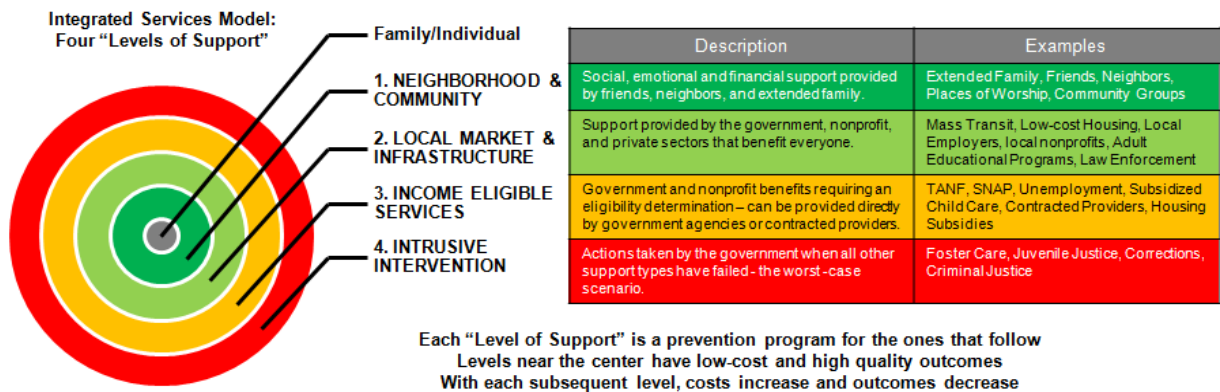 Integrated Services Model:
Four “Levels of Support”
Family/Individual
1. NEIGHBORHOOD &
COMMUNITY
2. LOCAL MARKET &
INFRASTRUCTURE
3. INCOME ELIGIBLE
SERVICES
4. INTRUSIVE
INTERVENTION
Description
Examples
Social, emotional and financial support provided
by friends, neighbors, and extended family.
Extended Family, Friends, Neighbors,
Places of Worship, Community Groups
Support provided by the government, nonprofit,
and private sectors that benefit everyone.
Mass Transit, Low-cost Housing, Local
Employers, local nonprofits, Adult
Educational Programs, Law Enforcement
Government and nonprofit benefits requiring an
eligibility determination – can be provided directly
by government agencies or contracted providers.
TANF, SNAP, Unemployment, Subsidized
Child Care, Contracted Providers, Housing
Subsidies
Actions taken by the government when all other
support types have failed - the worst -case
scenario.
Foster Care, Juvenile Justice, Corrections,
Criminal Justice
Each “Level of Support” is a prevention program for the ones that follow
Levels near the center have low-cost and high quality outcomes
With each subsequent level, costs increase and outcomes decrease